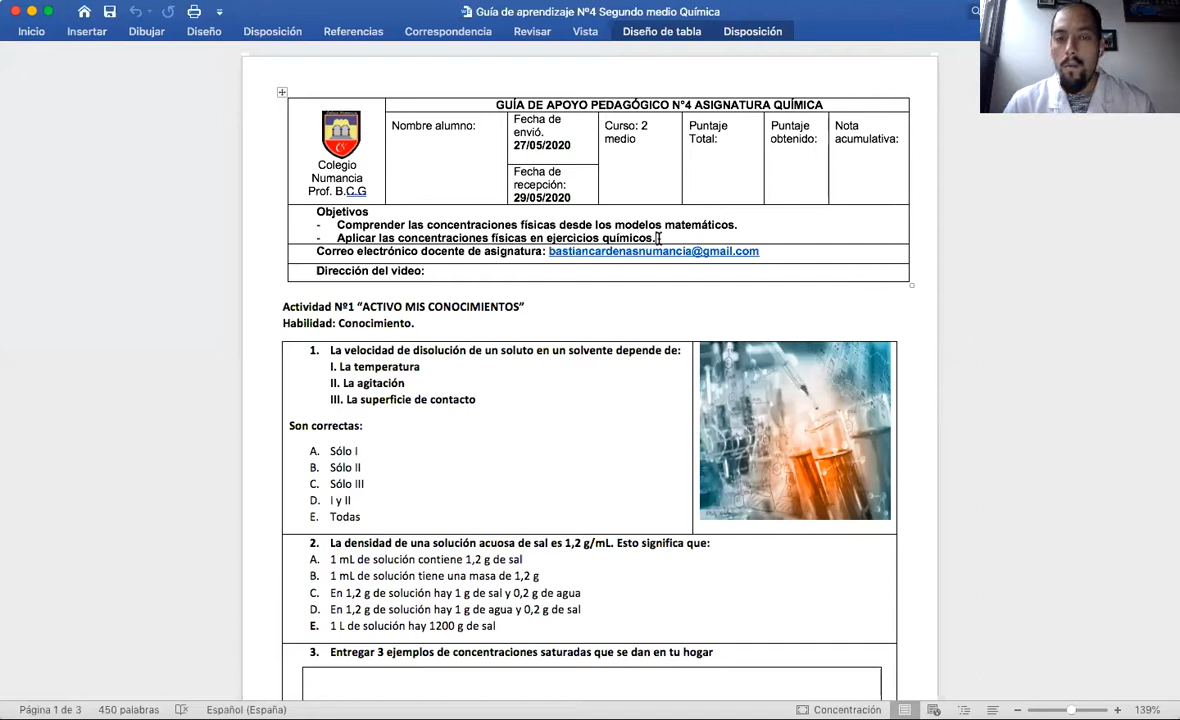 Guía de aprendizaje Nº4 Segundo medio Química
Inicio Insertar Dibujar Diseño Disposición Referencias Correspondencia Revisar Vista Diseño de tabla Disposición
GUÍA DE APOYO PEDAGÓGICO N°4 ASIGNATURA QUÍMICA
Colegio
Numancia
Prof. B.C.G
Nombre alumno:
Fecha de
envió.
27/05/2020
Fecha de
recepción:
29/05/2020
Curso: 2
medio
Puntaje
Total:
Puntaje
obtenido:
Nota
acumulativa:
Objetivos
- Comprender las concentraciones físicas desde los modelos matemáticos.
- Aplicar las concentraciones físicas en ejercicios químicos.
Correo electrónico docente de asignatura: bastiancardenasnumancia@gmail.com
Dirección del video:
Actividad Nº1 “ACTIVO MIS CONOCIMIENTOS”
Habilidad: Conocimiento.
1. La velocidad de disolución de un soluto en un solvente depende de:
I. La temperatura
II. La agitación
III. La superficie de contacto
Son correctas:
A. Sólo I
B. Sólo II
C. Sólo III
D. I y II
E. Todas
2. La densidad de una solución acuosa de sal es 1,2 g/mL. Esto significa que:
A. 1 mL de solución contiene 1,2 g de sal
B. 1 mL de solución tiene una masa de 1,2 g
C. En 1,2 g de solución hay 1 g de sal y 0,2 g de agua
D. En 1,2 g de solución hay 1 g de agua y 0,2 g de sal
E. 1 L de solución hay 1200 g de sal
3. Entregar 3 ejemplos de concentraciones saturadas que se dan en tu hogar
Página 1 de 3 450 palabras Español (España) Concentración 139%